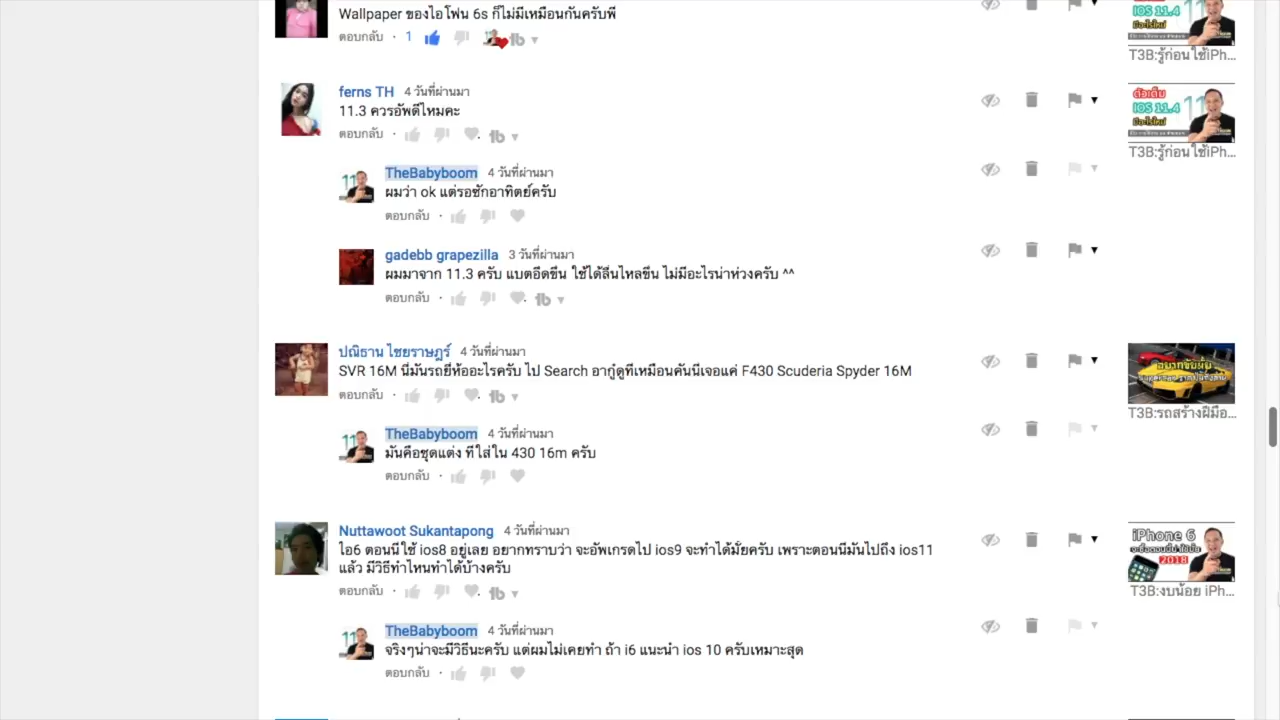 Wallpaper ของไอโฟน 6s ก็ไม่มีเหมือนกันครับพี่
ตอบกลับ · 1
IOS 11.4
มีอะไรใหม่
T3B:รู้ก่อนใช้iPh...
ferns TH 4 วันที่ผ่านมา
11.3 ควรอัพดีไหมคะ
ตอบกลับ ·
IOS 11.4
มีอะไรใหม่
T3B:รู้ก่อนใช้iPh...
TheBabyboom 4 วันที่ผ่านมา
ผมว่า ok แต่รอซักอาทิตย์ครับ
ตอบกลับ ·
gadebb grapezilla 3 วันที่ผ่านมา
ผมมาจาก 11.3 ครับ แบตอึดขึ้น ใช้ได้ลื่นไหลขึ้น ไม่มีอะไรน่าห่วงครับ ^^
ตอบกลับ ·
ปณิธาน ไชยราษฎร์ 4 วันที่ผ่านมา
SVR 16M นี่มันรถยี่ห้ออะไรครับ ไป Search อากู๋ดูที่เหมือนคันนี้เจอแค่ F430 Scuderia Spyder 16M
ตอบกลับ ·
T3B:รถสร้างฝีมือ...
TheBabyboom 4 วันที่ผ่านมา
มันคือชุดแต่ง ที่ใส่ใน 430 16m ครับ
ตอบกลับ ·
Nuttawoot Sukantapong 4 วันที่ผ่านมา
ไอ6 ตอนนี้ใช้ ios8 อยู่เลย อยากทราบว่า จะอัพเกรดไป ios9 จะทำได้มั้ยครับ เพราะตอนนี้มันไปถึง ios11
แล้ว มีวิธีทำไหนทำได้บ้างครับ
ตอบกลับ ·
iPhone 6
2018
T3B:งบน้อย iPh...
TheBabyboom 4 วันที่ผ่านมา
จริงๆน่าจะมีวิธีนะครับ แต่ผมไม่เคยทำ ถ้า i6 แนะนำ ios 10 ครับเหมาะสุด
ตอบกลับ ·